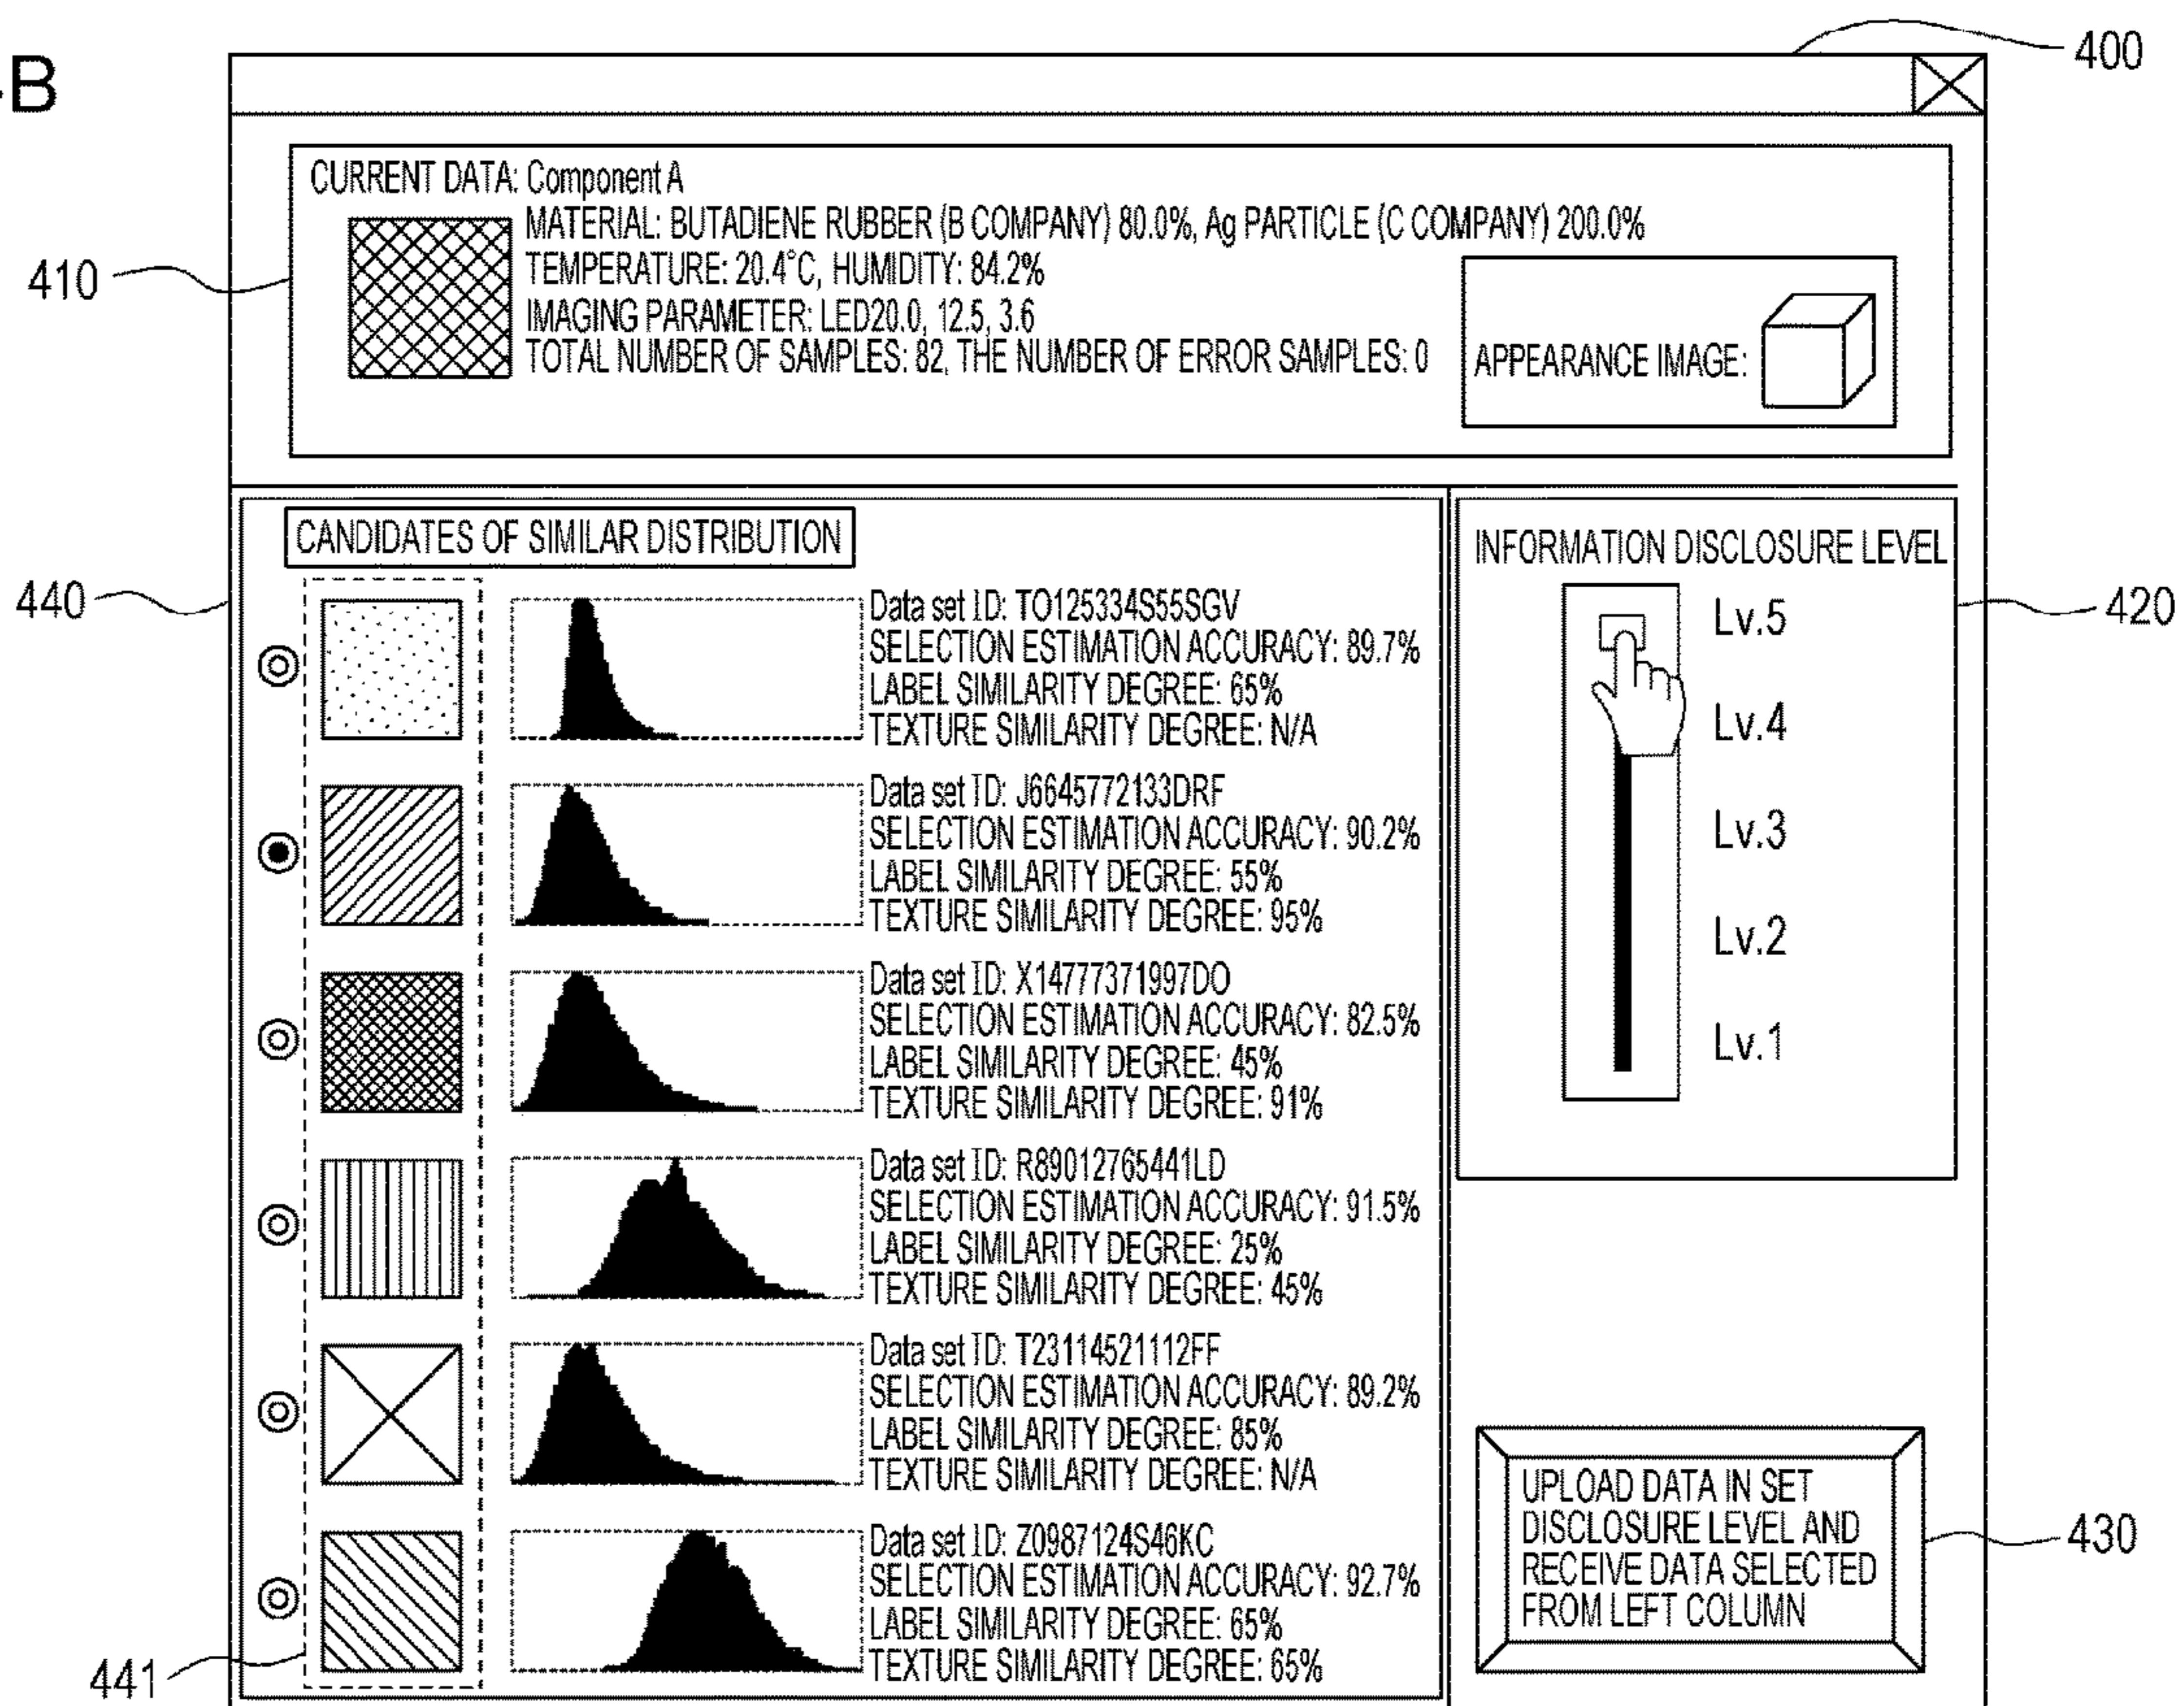 B
400
CURRENT DATA: Component A
MATERIAL: BUTADIENE RUBBER (B COMPANY) 80.0%, Ag PARTICLE (C COMPANY) 200.0%
TEMPERATURE: 20.4°C, HUMIDITY: 84.2%
IMAGING PARAMETER: LED20.0, 12.5, 3.6
TOTAL NUMBER OF SAMPLES: 82, THE NUMBER OF ERROR SAMPLES: 0
APPEARANCE IMAGE:
410
CANDIDATES OF SIMILAR DISTRIBUTION
440
Data set ID: TO125334S55SGV
SELECTION ESTIMATION ACCURACY: 89.7%
LABEL SIMILARITY DEGREE: 65%
TEXTURE SIMILARITY DEGREE: N/A
Data set ID: J6645772133DRF
SELECTION ESTIMATION ACCURACY: 90.2%
LABEL SIMILARITY DEGREE: 55%
TEXTURE SIMILARITY DEGREE: 95%
Data set ID: X14777371997DO
SELECTION ESTIMATION ACCURACY: 82.5%
LABEL SIMILARITY DEGREE: 45%
TEXTURE SIMILARITY DEGREE: 91%
Data set ID: R89012765441LD
SELECTION ESTIMATION ACCURACY: 91.5%
LABEL SIMILARITY DEGREE: 25%
TEXTURE SIMILARITY DEGREE: 45%
Data set ID: T23114521112FF
SELECTION ESTIMATION ACCURACY: 89.2%
LABEL SIMILARITY DEGREE: 85%
TEXTURE SIMILARITY DEGREE: N/A
Data set ID: Z0987124S46KC
SELECTION ESTIMATION ACCURACY: 92.7%
LABEL SIMILARITY DEGREE: 65%
TEXTURE SIMILARITY DEGREE: 65%
441
INFORMATION DISCLOSURE LEVEL
Lv.5
Lv.4
Lv.3
Lv.2
Lv.1
420
UPLOAD DATA IN SET
DISCLOSURE LEVEL AND
RECEIVE DATA SELECTED
FROM LEFT COLUMN
430